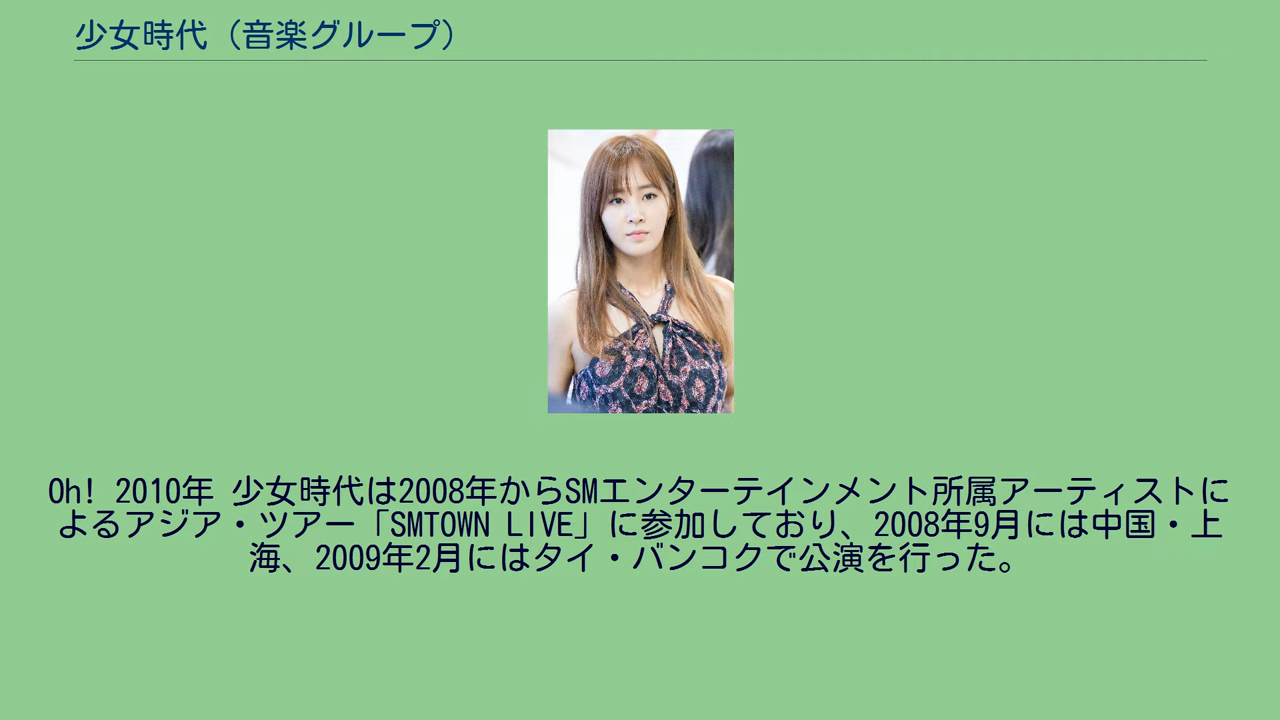 少女時代（音楽グループ）
Oh! 2010年 少女時代は2008年からSMエンターテインメント所属アーティストに
よるアジア・ツアー「SMTOWN LIVE」に参加しており、2008年9月には中国・上
海、2009年2月にはタイ・バンコクで公演を行った。